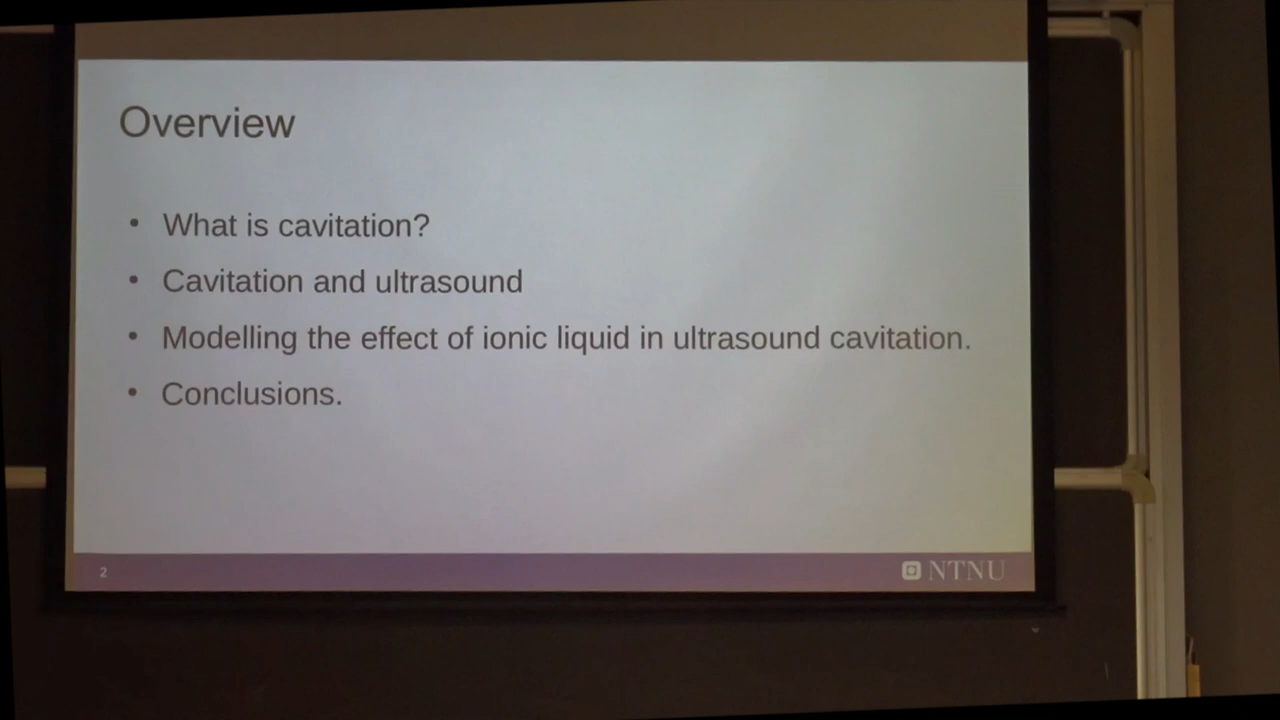 Overview
• What is cavitation?
• Cavitation and ultrasound
• Modelling the effect of ionic liquid in ultrasound cavitation.
• Conclusions.
2
NTNU